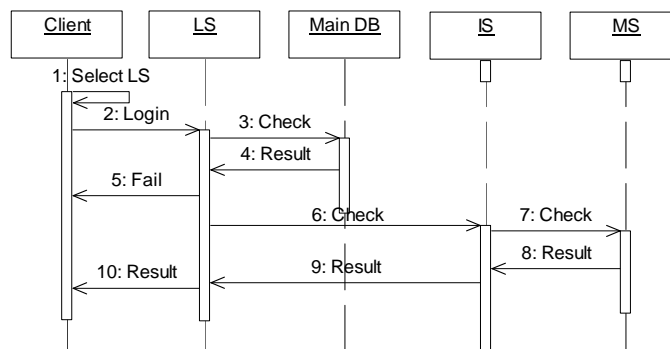 Client
LS
Main DB
IS
MS
1: Select LS
2: Login
3: Check
4: Result
5: Fail
6: Check
7: Check
8: Result
9: Result
10: Result